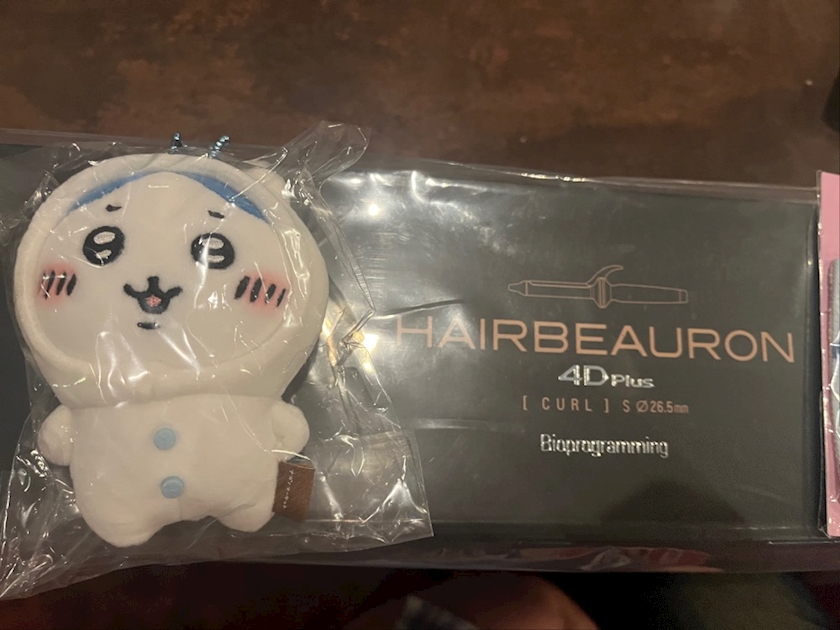 HAIRBEAURON
4D Plus
[ CURL ] S Ø26.5mm
Bioprogramming